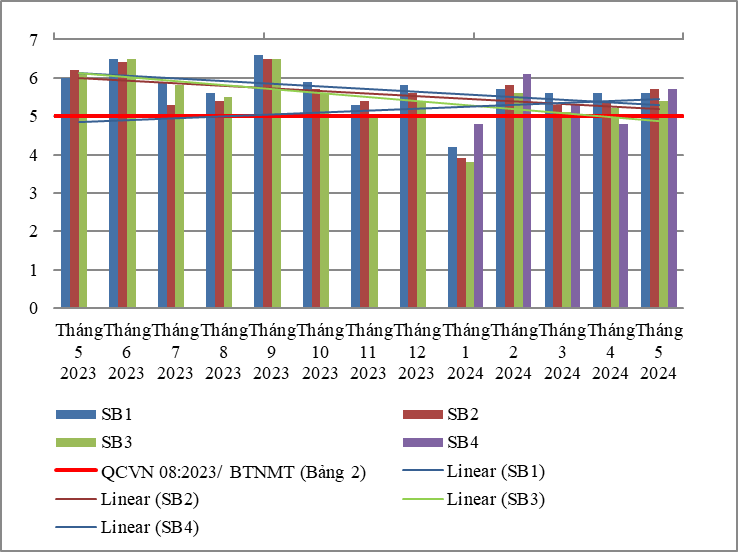 7
6
5
4
3
2
1
0
Tháng Tháng Tháng Tháng Tháng Tháng Tháng Tháng Tháng Tháng Tháng Tháng Tháng
5 6 7 8 9 10 11 12 1 2 3 4 5
2023 2023 2023 2023 2023 2023 2023 2023 2024 2024 2024 2024 2024
SB1 SB2
SB3 SB4
QCVN 08:2023/ BTNMT (Bảng 2) Linear (SB1)
Linear (SB2) Linear (SB3)
Linear (SB4)